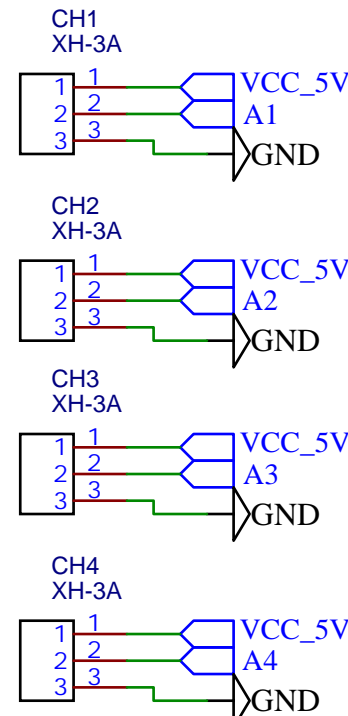 CH1
XH-3A
1 1 VCC_5V
2 2 A1
3 3 GND
CH2
XH-3A
1 1 VCC_5V
2 2 A2
3 3 GND
CH3
XH-3A
1 1 VCC_5V
2 2 A3
3 3 GND
CH4
XH-3A
1 1 VCC_5V
2 2 A4
3 3 GND